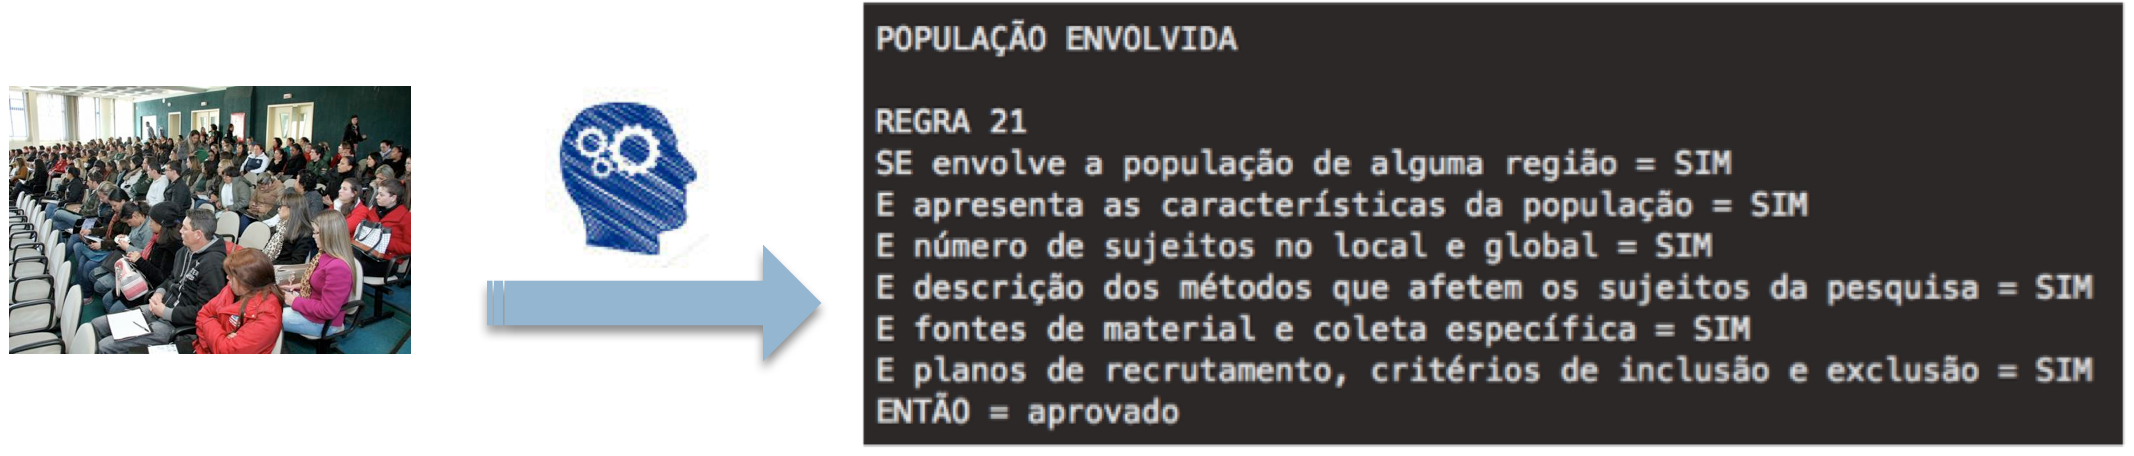 POPULAÇÃO ENVOLVIDA
REGRA 21
SE envolve a população de alguma região = SIM
E apresenta as características da população = SIM
E número de sujeitos no local e global = SIM
E descrição dos métodos que afetem os sujeitos da pesquisa = SIM
E fontes de material e coleta específica = SIM
E planos de recrutamento, critérios de inclusão e exclusão = SIM
ENTÃO = aprovado